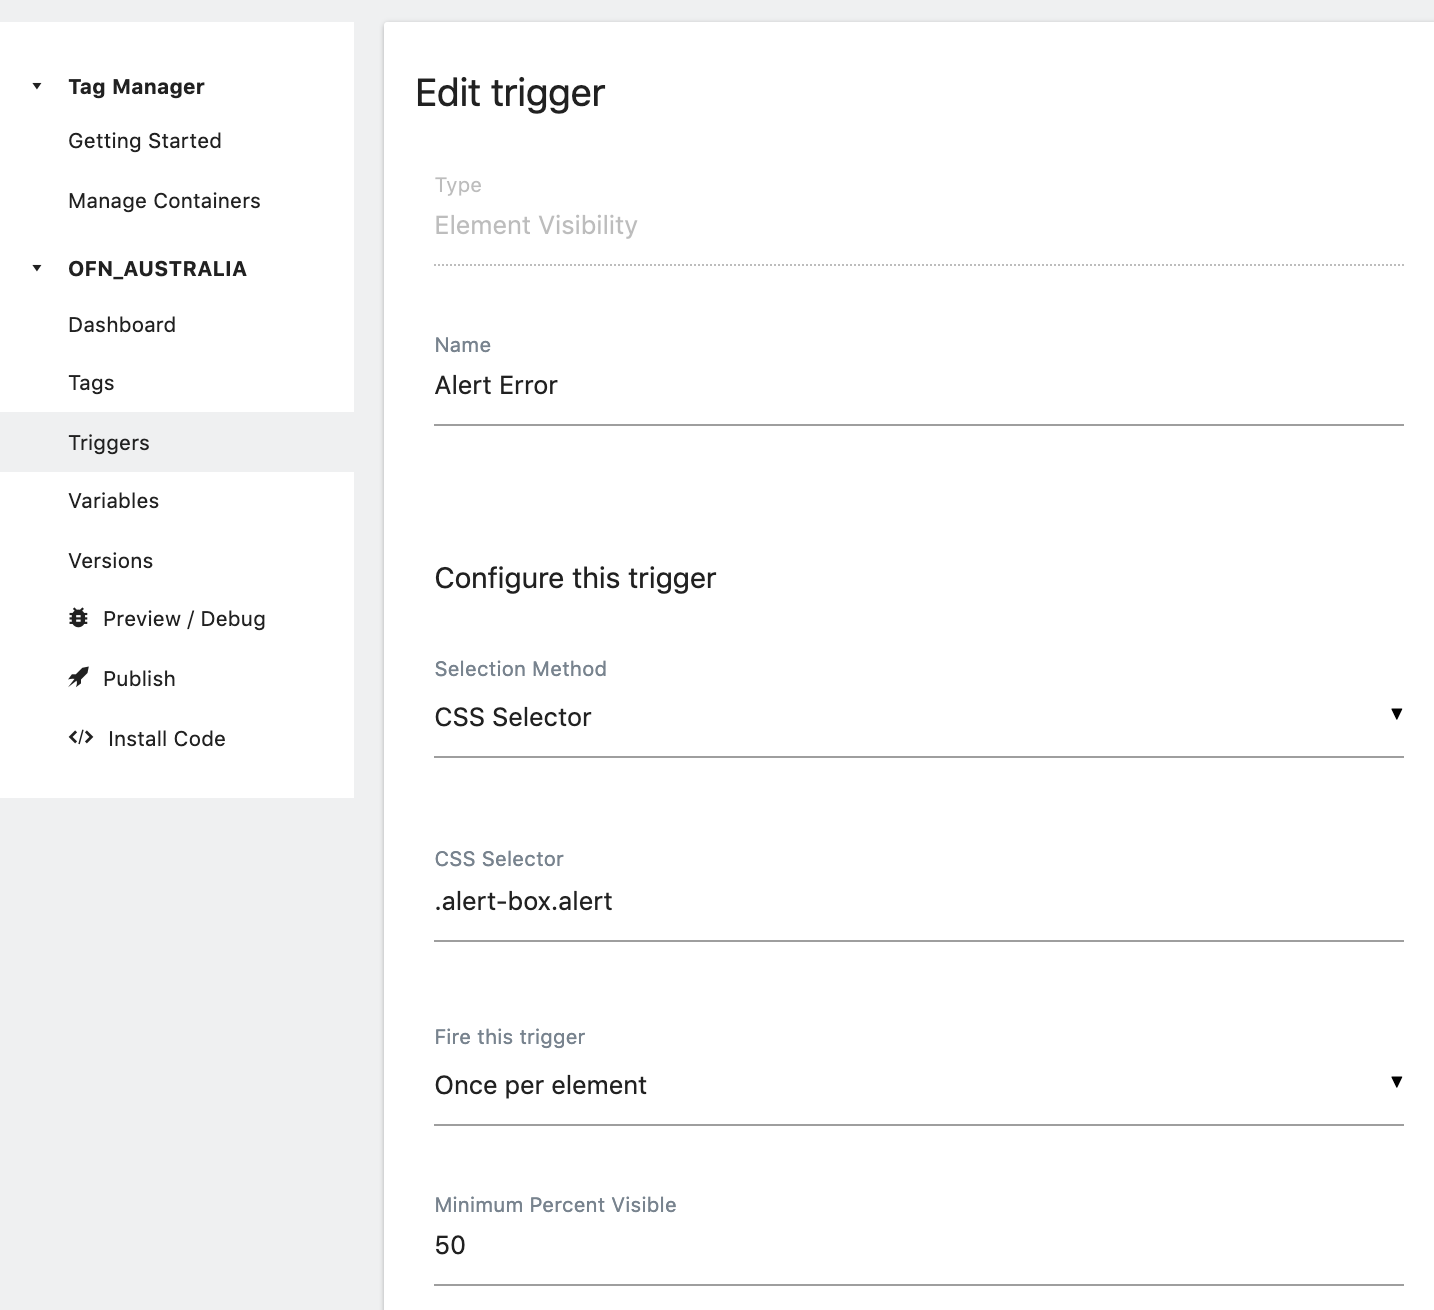 Tag Manager
Getting Started
Manage Containers
OFN_AUSTRALIA
Dashboard
Tags
Triggers
Variables
Versions
Preview / Debug
Publish
Install Code
Edit trigger
Type
Element Visibility
Name
Alert Error
Configure this trigger
Selection Method
CSS Selector
CSS Selector
.alert-box.alert
Fire this trigger
Once per element
Minimum Percent Visible
50